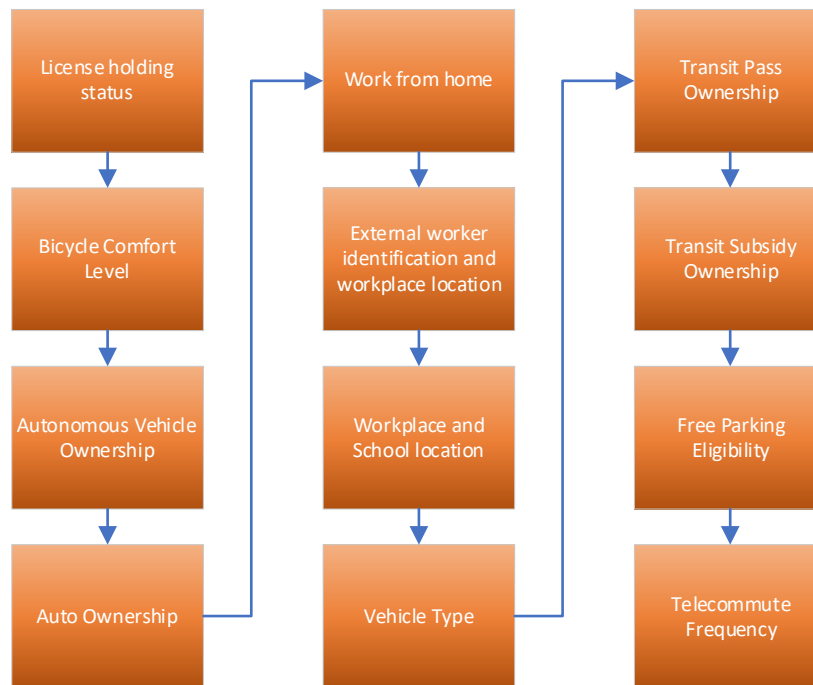 License holding
status
Bicycle Comfort
Level
Autonomous Vehicle
Ownership
Auto Ownership
Work from home
External worker
identification and
workplace location
Workplace and
School location
Vehicle Type
Transit Pass
Ownership
Transit Subsidy
Ownership
Free Parking
Eligibility
Telecommute
Frequency